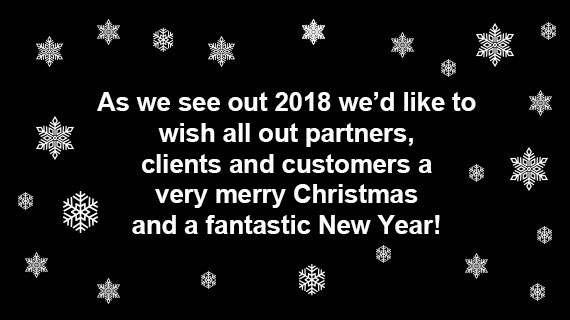 As we see out 2018 we’d like to
wish all out partners,
clients and customers a
very merry Christmas
and a fantastic New Year!